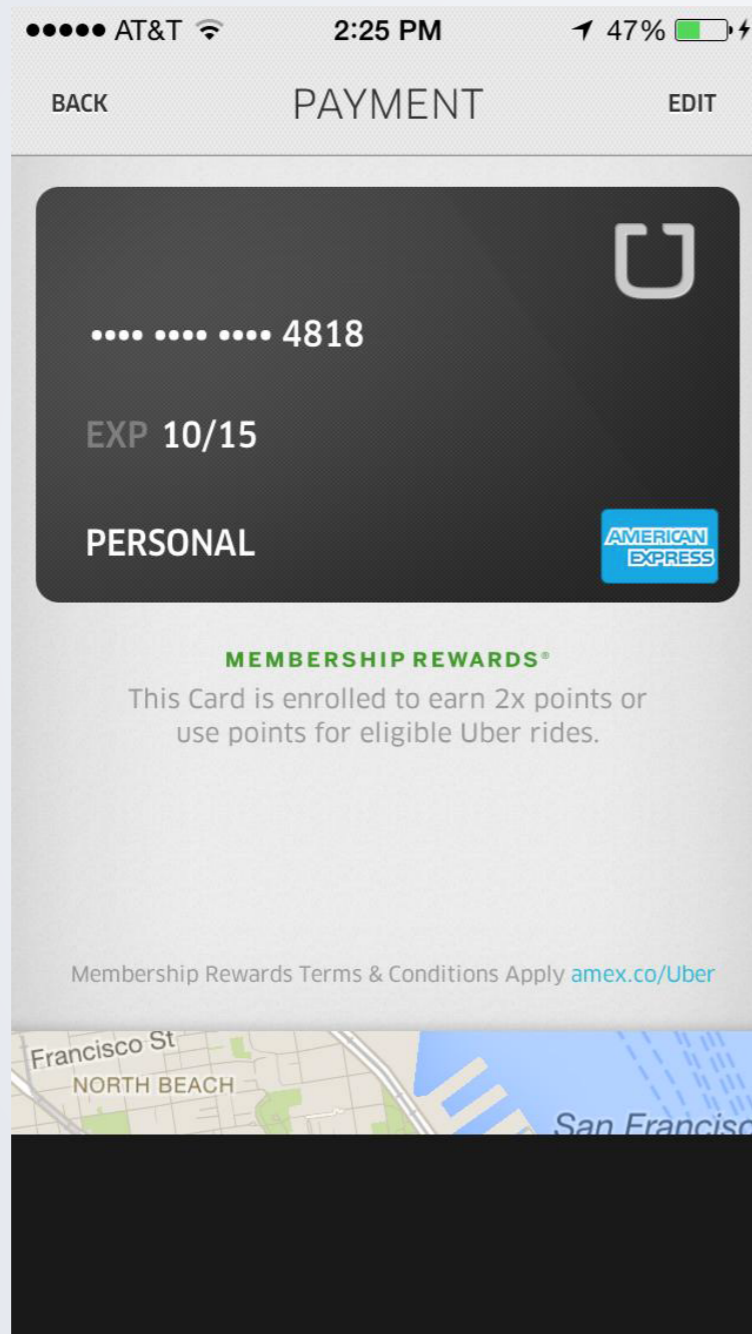 AT&T 2:25 PM 47%
BACK PAYMENT EDIT
•••• •••• •••• 4818
EXP 10/15
PERSONAL
AMERICAN
EXPRESS
MEMBERSHIP REWARDS®
This Card is enrolled to earn 2x points or
use points for eligible Uber rides.
Membership Rewards Terms & Conditions Apply amex.co/Uber
Francisco St
NORTH BEACH
San Francisc